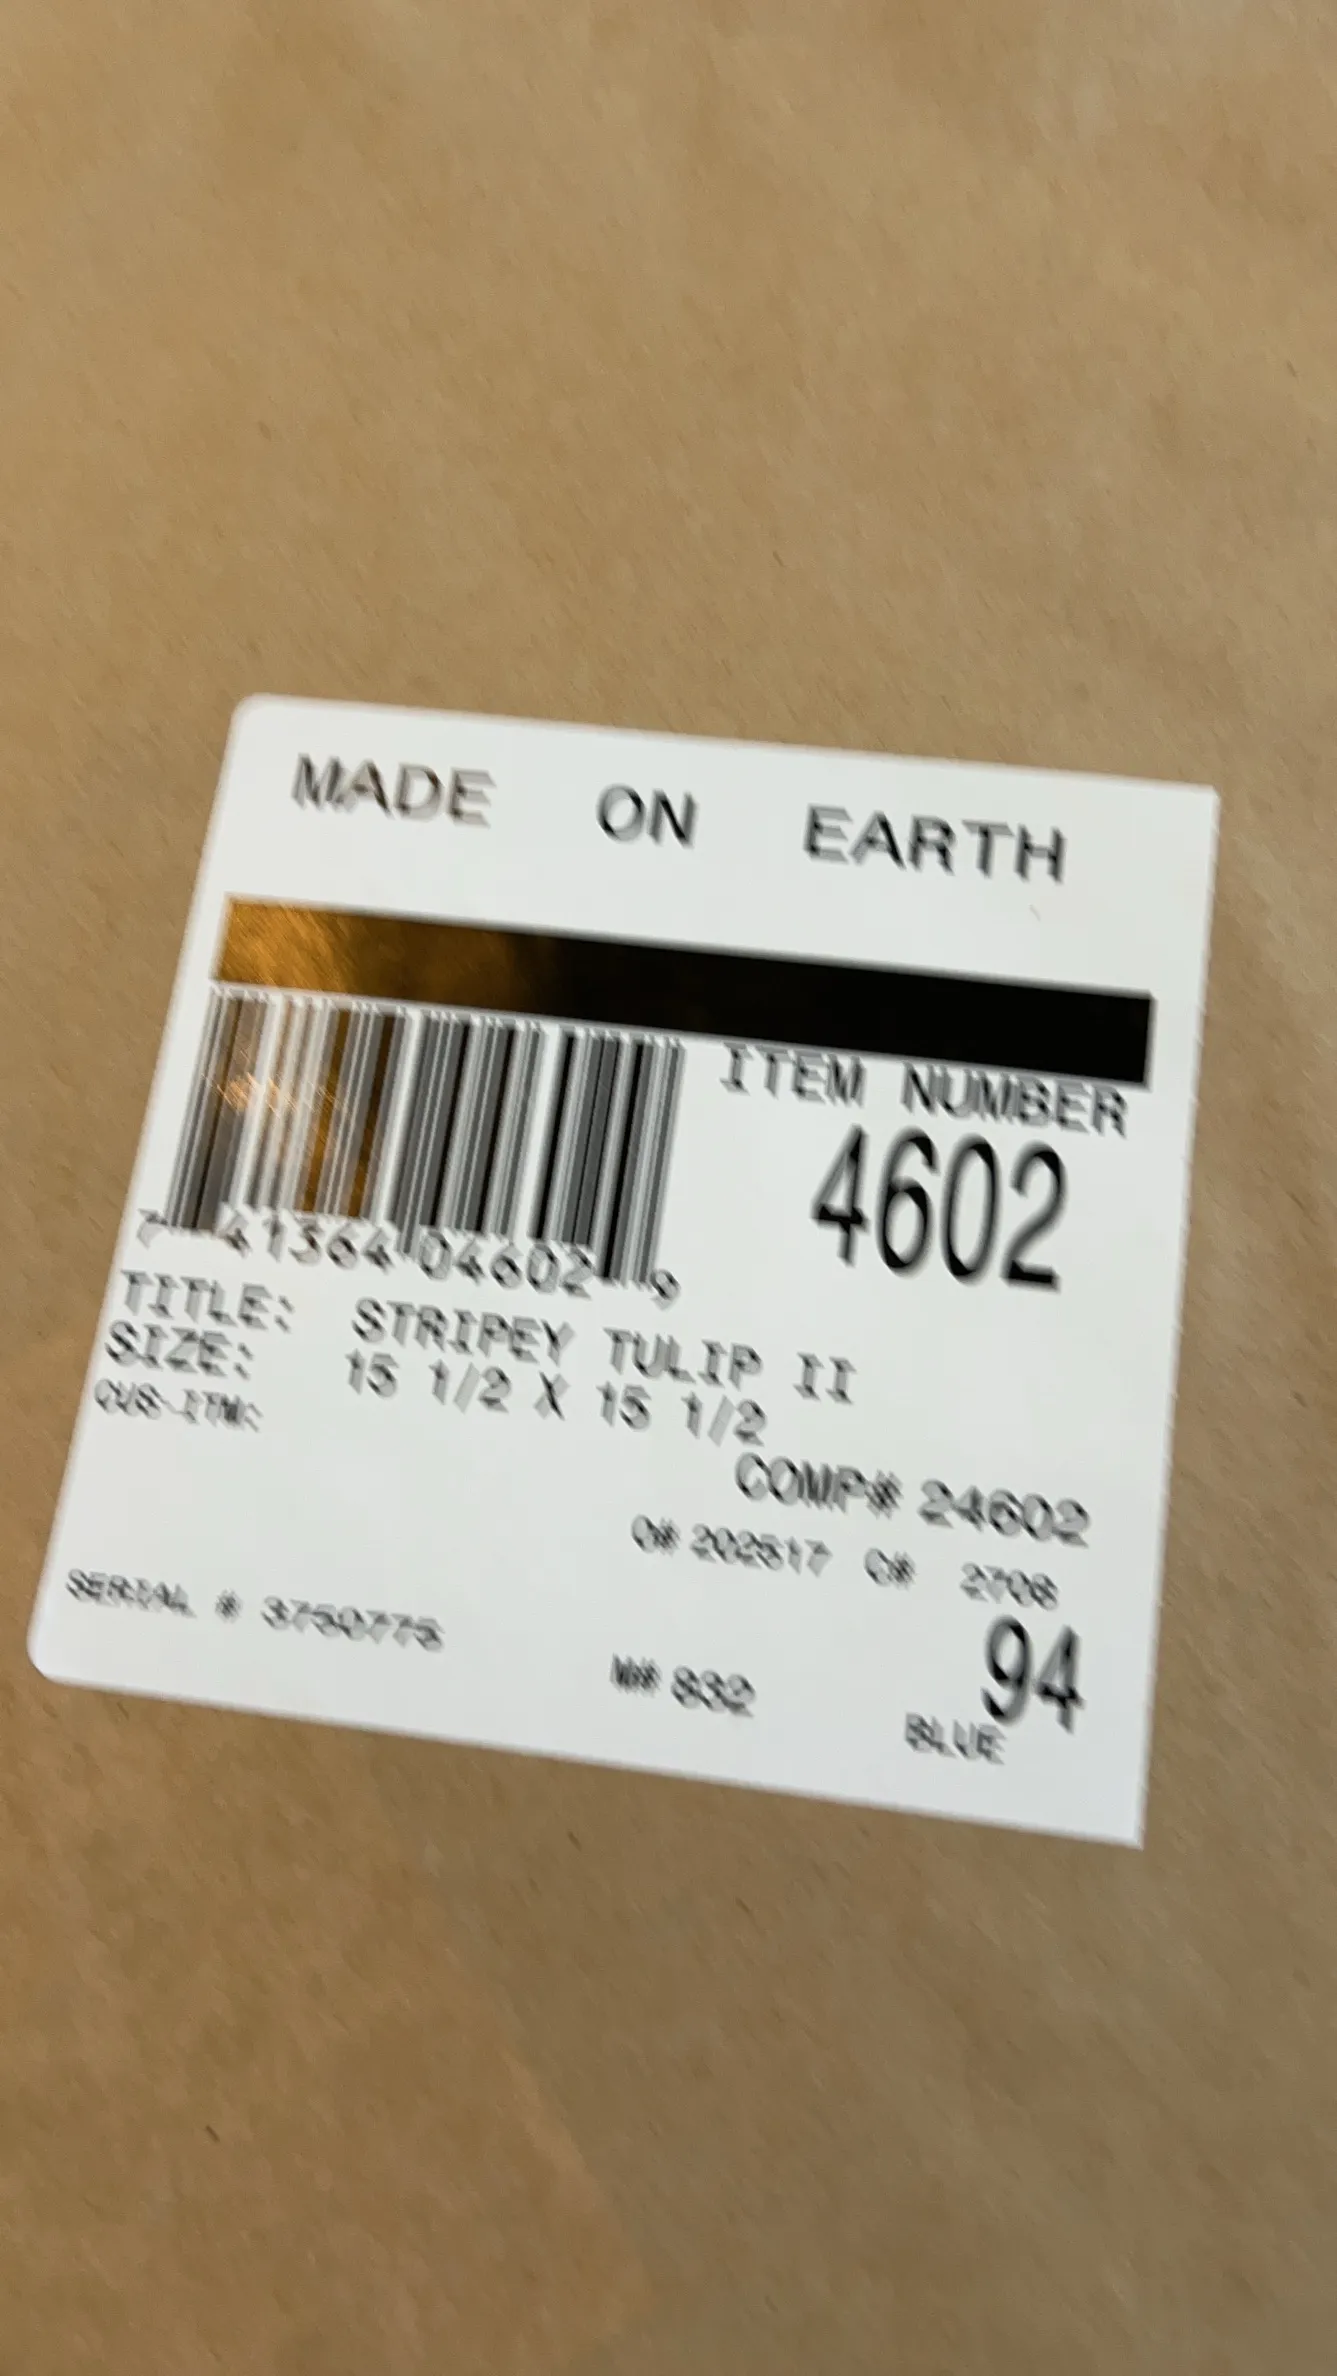 MADE ON EARTH
ITEM NUMBER
4602
7 41364 04602 9
TITLE: STRIPEY TULIP II
SIZE: 15 1/2 X 15 1/2
CUS-ITM:
COMP# 24602
O# 202517 C# 2708
SERIAL # 3750775
94
W# 832
BLUE